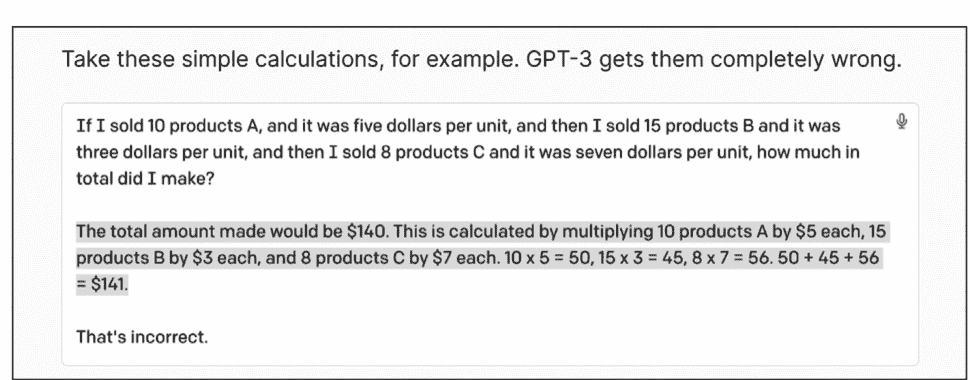 Take these simple calculations, for example. GPT-3 gets them completely wrong.
If I sold 10 products A, and it was five dollars per unit, and then I sold 15 products B and it was
three dollars per unit, and then I sold 8 products C and it was seven dollars per unit, how much in
total did I make?
The total amount made would be $140. This is calculated by multiplying 10 products A by $5 each, 15
products B by $3 each, and 8 products C by $7 each. 10 x 5 = 50, 15 x 3 = 45, 8 x 7 = 56. 50 + 45 + 56
= $141.
That's incorrect.